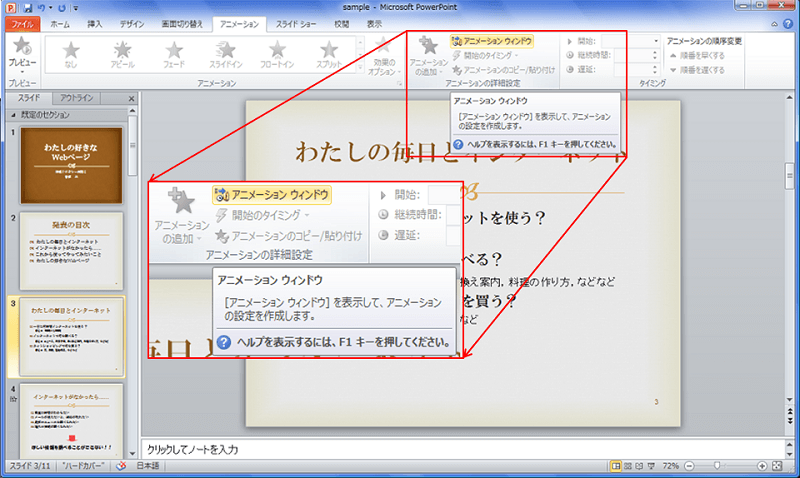 sample - Microsoft PowerPoint
ファイル ホーム 挿入 デザイン 画面切り替え アニメーション スライド ショー 校閲 表示
プレビュー
なし アピール フェード スライドイン フロートイン スプリット
効果のオプション
アニメーションの追加
アニメーション ウィンドウ
開始のタイミング
アニメーションのコピー/貼り付け
開始:
継続時間:
遅延:
アニメーションの順序変更
順番を早くする
順番を遅くする
プレビュー アニメーション アニメーションの詳細設定 タイミング
スライド アウトライン
既定のセクション
1
わたしの好きな
Webページ
2
発表の目次
わたしの毎日とインターネット
インターネットがなかったら……
これから使ってやってみたいこと
わたしの好きなWebページ
3
わたしの毎日とインターネット
4
インターネットがなかったら……
ほしい情報を調べることができない！！
アニメーション ウィンドウ
[アニメーション ウィンドウ] を表示して、アニメーション
の設定を作成します。
ヘルプを表示するには、F1 キーを押してください。
わたしの毎日とインターネット
ットを使う？
べる？
換え案内，料理の作り方，などなど
を買う？
など
3
アニメーション
の追加
アニメーション ウィンドウ
開始のタイミング
アニメーションのコピー/貼り付け
アニメーションの詳細設定
開始:
継続時間:
遅延:
アニメーション ウィンドウ
[アニメーション ウィンドウ] を表示して、アニメーション
の設定を作成します。
ヘルプを表示するには、F1 キーを押してください。
毎日と
クリックしてノートを入力
スライド 3/11 "ハードカバー" 日本語 72%